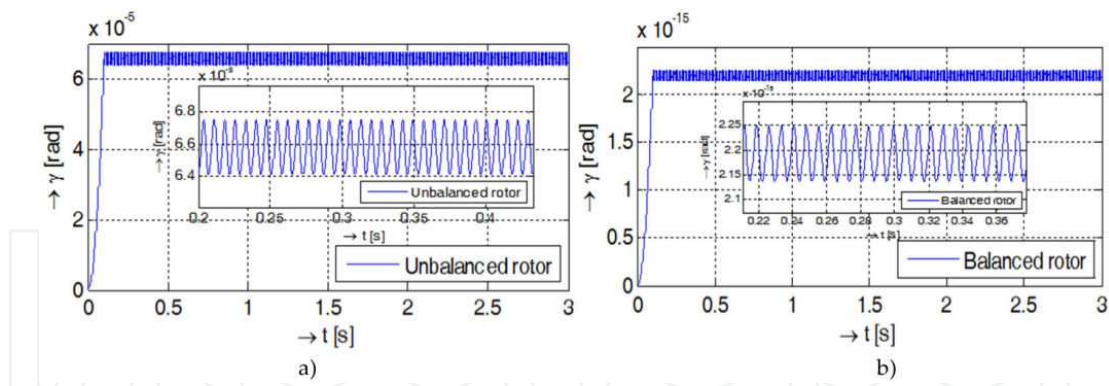 x 10^-5
6
4
2
0
→ γ [rad]
0 0.5 1 1.5 2 2.5 3
→ t [s]
Unbalanced rotor
6.8
6.6
6.4
→ γ [rad]
0.2 0.25 0.3 0.35 0.4
→ t [s]
Unbalanced rotor
a)
x 10^-15
2
1.5
1
0.5
0
→ γ [rad]
0 0.5 1 1.5 2 2.5 3
→ t [s]
Balanced rotor
2.25
2.2
2.15
2.1
→ γ [rad]
0.22 0.24 0.26 0.28 0.3 0.32 0.34 0.36
→ t [s]
Balanced rotor
b)